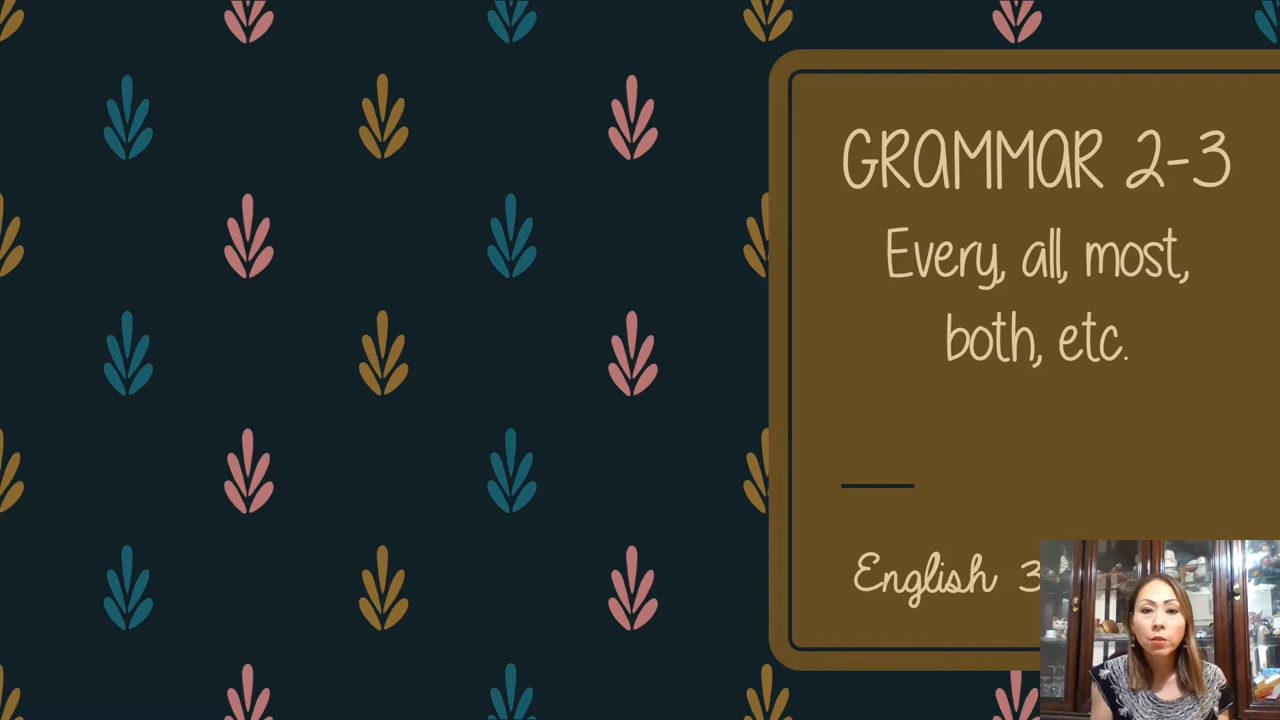 GRAMMAR 2-3
Every, all, most,
both, etc.
English 3